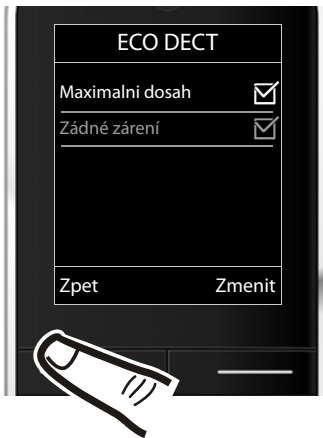 ECO DECT
Maximalni dosah
Zádné zárení
Zpet Zmenit